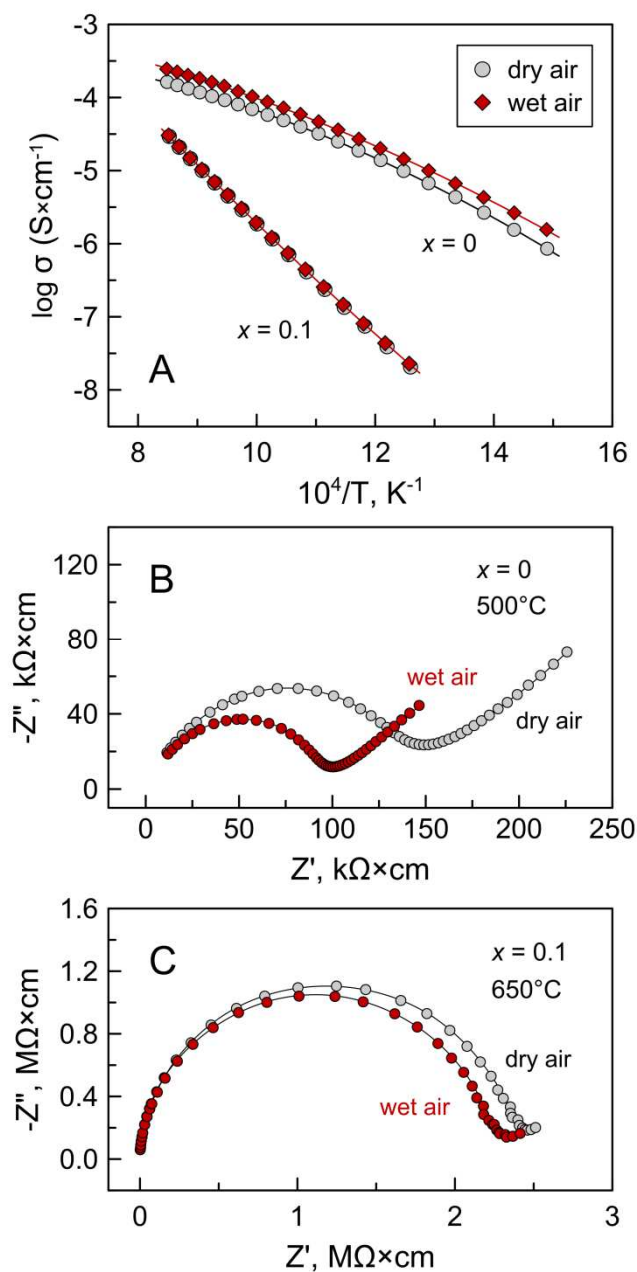 -3
-4
-5
-6
-7
-8
log σ (S×cm⁻¹)
dry air
wet air
x = 0
x = 0.1
A
8 10 12 14 16
10⁴/T, K⁻¹
120
80
40
0
-Z", kΩ×cm
B
x = 0
500°C
wet air
dry air
0 50 100 150 200 250
Z', kΩ×cm
1.6
1.2
0.8
0.4
0.0
-Z", MΩ×cm
C
x = 0.1
650°C
dry air
wet air
0 1 2 3
Z', MΩ×cm